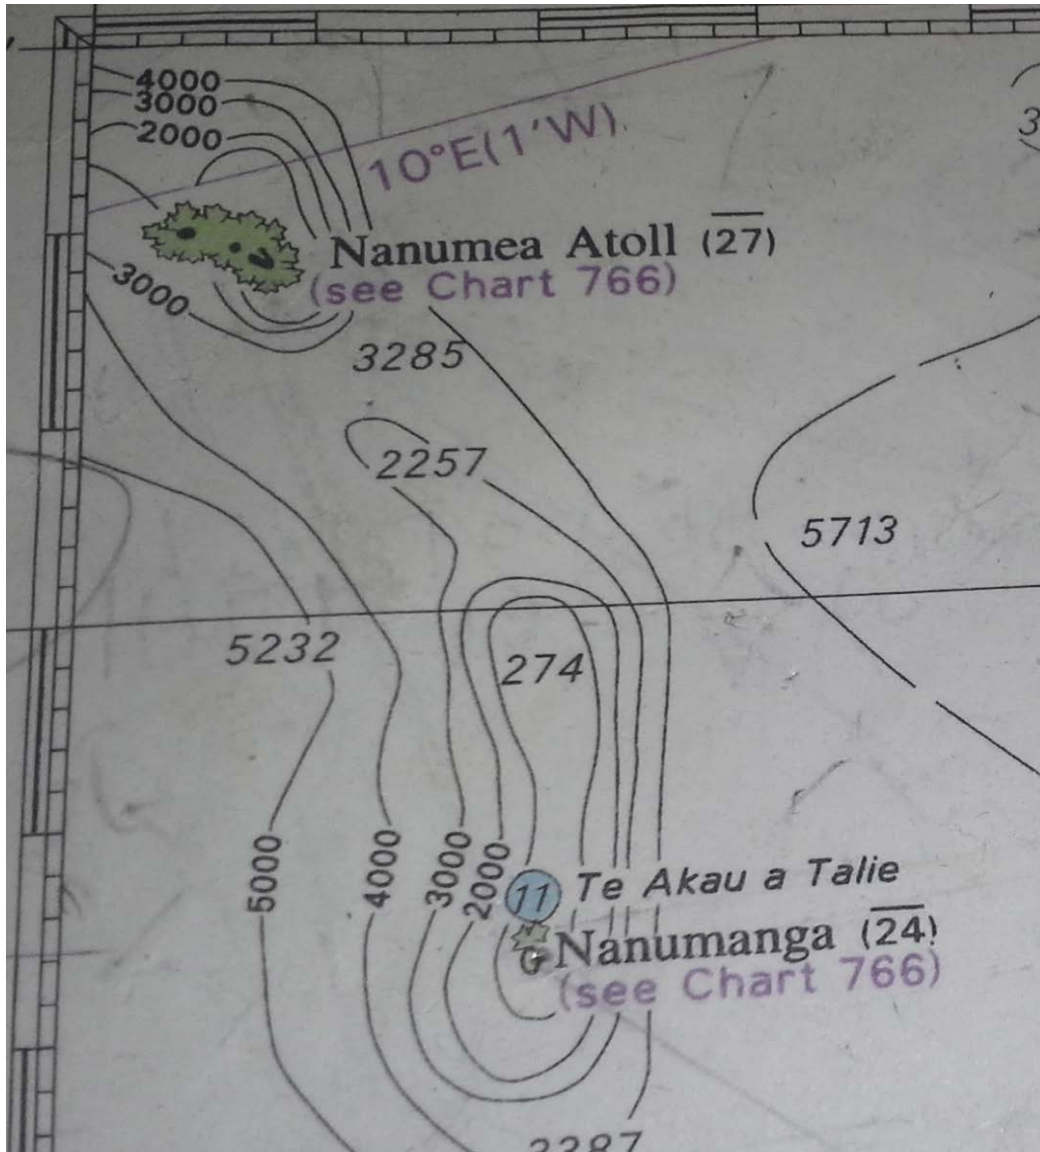 4000
3000
2000
10°E(1'W)
3
Nanumea Atoll (27)
(see Chart 766)
3000
3285
2257
5713
5232
274
5000
4000
3000
2000
11
Te Akau a Talie
Nanumanga (24)
G
(see Chart 766)